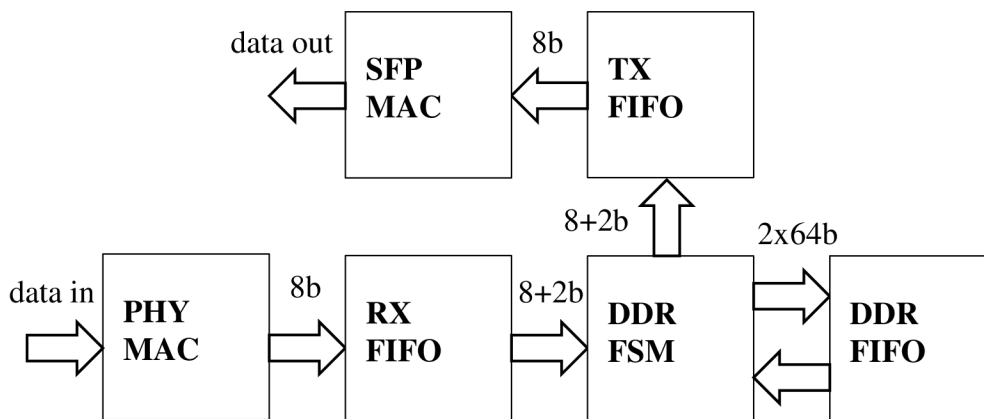 data out
SFP
MAC
8b
TX
FIFO
8+2b
2x64b
data in
PHY
MAC
8b
RX
FIFO
8+2b
DDR
FSM
DDR
FIFO